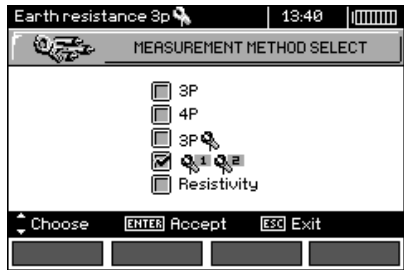 Earth resistance 3p 13:40
MEASUREMENT METHOD SELECT
3P
4P
3P
1 2
Resistivity
Choose ENTER Accept ESC Exit